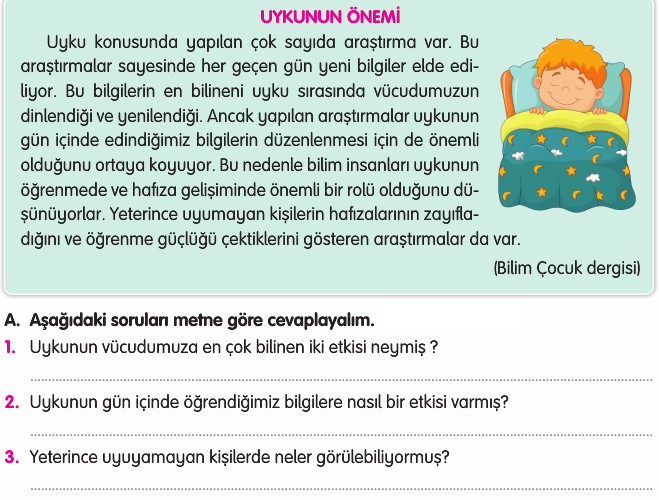 UYKUNUN ÖNEMİ
Uyku konusunda yapılan çok sayıda araştırma var. Bu
araştırmalar sayesinde her geçen gün yeni bilgiler elde edi-
liyor. Bu bilgilerin en bilineni uyku sırasında vücudumuzun
dinlendiği ve yenilendiği. Ancak yapılan araştırmalar uykunun
gün içinde edindiğimiz bilgilerin düzenlenmesi için de önemli
olduğunu ortaya koyuyor. Bu nedenle bilim insanları uykunun
öğrenmede ve hafıza gelişiminde önemli bir rolü olduğunu dü-
şünüyorlar. Yeterince uyumayan kişilerin hafızalarının zayıfla-
dığını ve öğrenme güçlüğü çektiklerini gösteren araştırmalar da var.
(Bilim Çocuk dergisi)
A. Aşağıdaki soruları metne göre cevaplayalım.
1. Uykunun vücudumuza en çok bilinen iki etkisi neymiş ?
2. Uykunun gün içinde öğrendiğimiz bilgilere nasıl bir etkisi varmış?
3. Yeterince uyuyamayan kişilerde neler görülebiliyormuş?